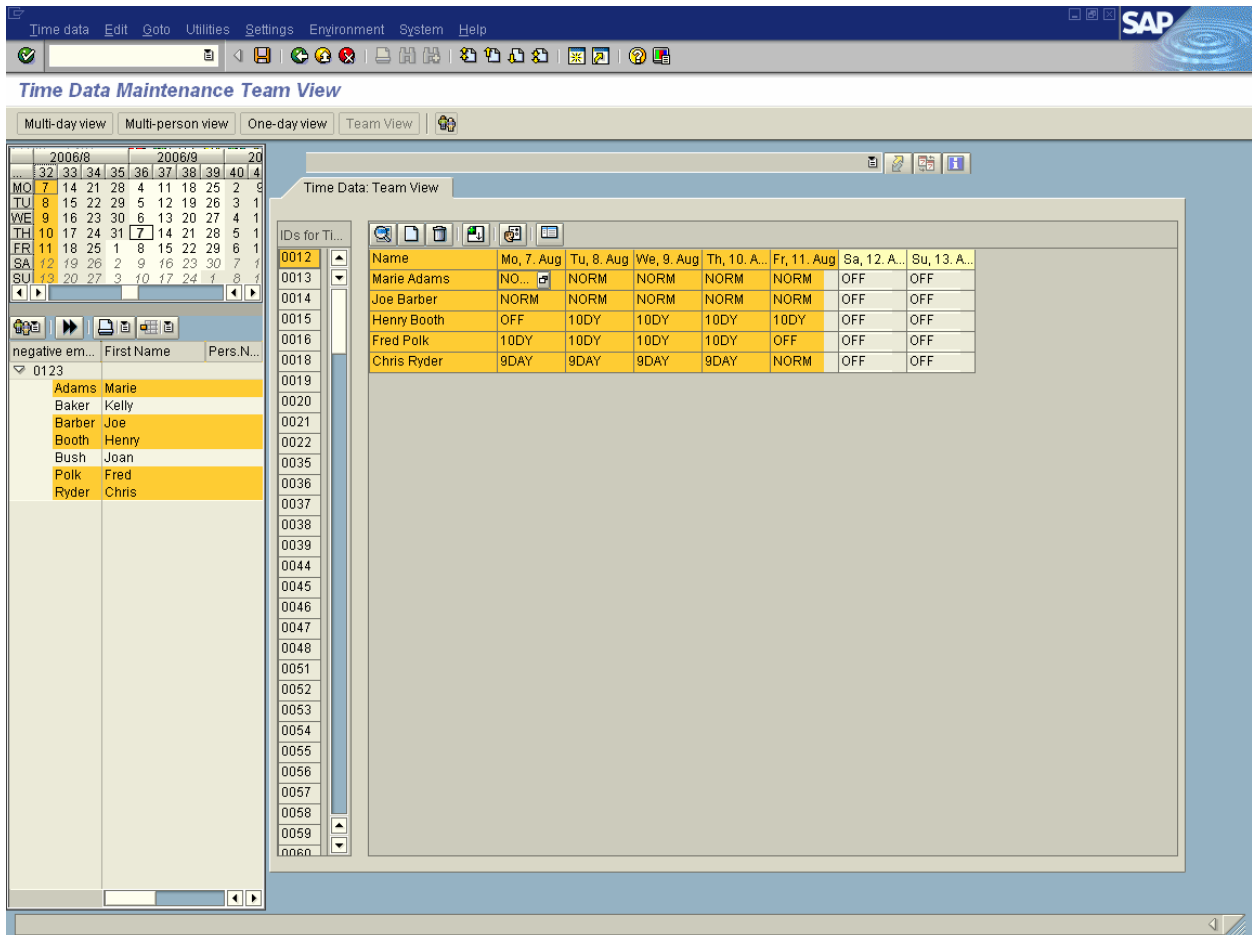 Time data Edit Goto Utilities Settings Environment System Help
SAP
Time Data Maintenance Team View
Multi-day view Multi-person view One-day view Team View
2006/8 2006/9 20
... 32 33 34 35 36 37 38 39 40 4
MO 7 14 21 28 4 11 18 25 2 9
TU 8 15 22 29 5 12 19 26 3 1
WE 9 16 23 30 6 13 20 27 4 1
TH 10 17 24 31 7 14 21 28 5 1
FR 11 18 25 1 8 15 22 29 6 1
SA 12 19 26 2 9 16 23 30 7 1
SU 13 20 27 3 10 17 24 1 8 1
negative em... First Name Pers.N...
0123
Adams Marie
Baker Kelly
Barber Joe
Booth Henry
Bush Joan
Polk Fred
Ryder Chris
Time Data: Team View
IDs for Ti...
0012
0013
0014
0015
0016
0018
0019
0020
0021
0022
0035
0036
0037
0038
0039
0044
0045
0046
0047
0048
0051
0052
0053
0054
0055
0056
0057
0058
0059
0060
Name Mo, 7. Aug Tu, 8. Aug We, 9. Aug Th, 10. A... Fr, 11. Aug Sa, 12. A... Su, 13. A...
Marie Adams NO... NORM NORM NORM NORM OFF OFF
Joe Barber NORM NORM NORM NORM NORM OFF OFF
Henry Booth OFF 10DY 10DY 10DY 10DY OFF OFF
Fred Polk 10DY 10DY 10DY 10DY OFF OFF OFF
Chris Ryder 9DAY 9DAY 9DAY 9DAY NORM OFF OFF